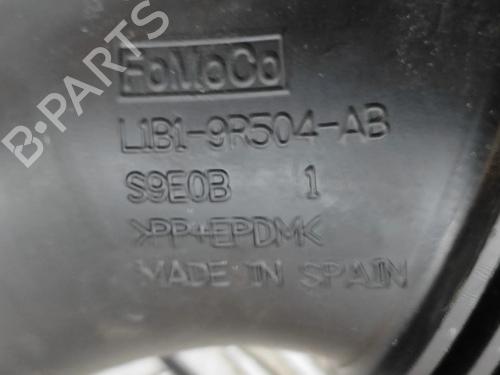 B-PARTS
FoMoCo
L1B1-9R504-AB
S9E0B 1
>PP+EPDM<
MADE IN SPAIN